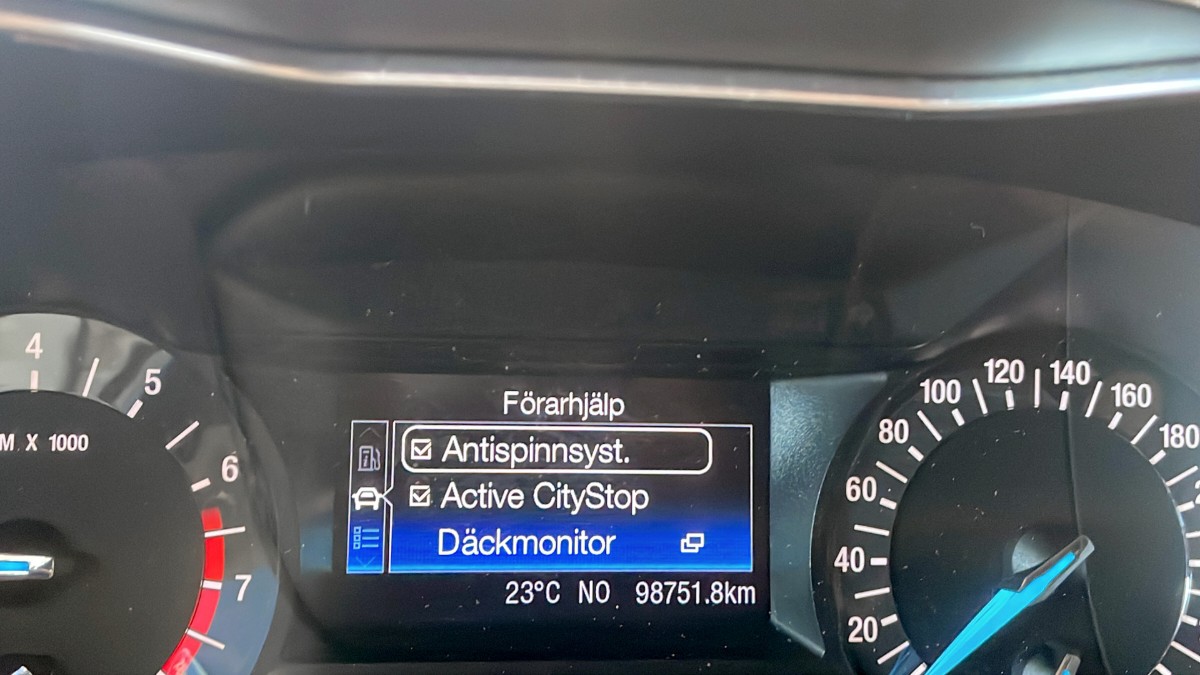 4
5
6
7
M. X 1000
Förarhjälp
Antispinnsyst.
Active CityStop
Däckmonitor
23°C NO 98751.8km
20
40
60
80
100
120
140
160
180